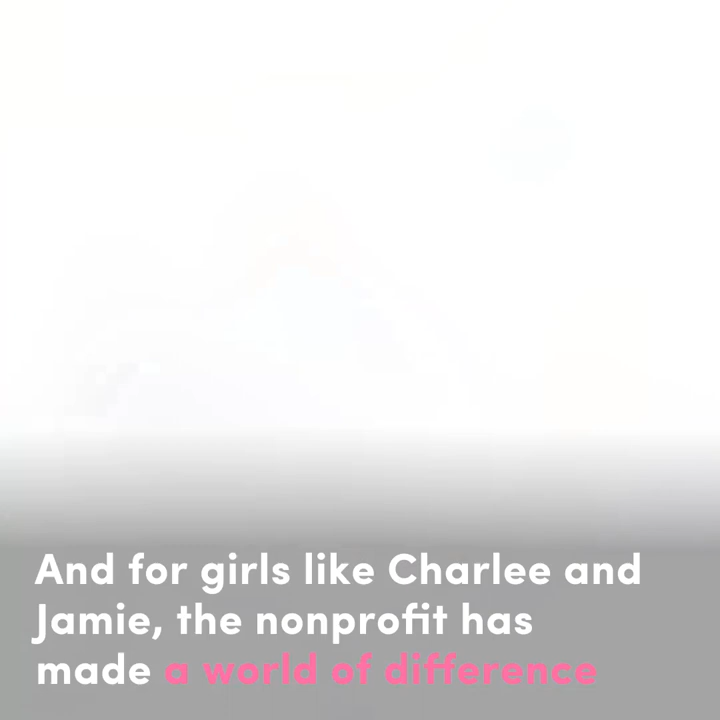 And for girls like Charlee and
Jamie, the nonprofit has
made a world of difference